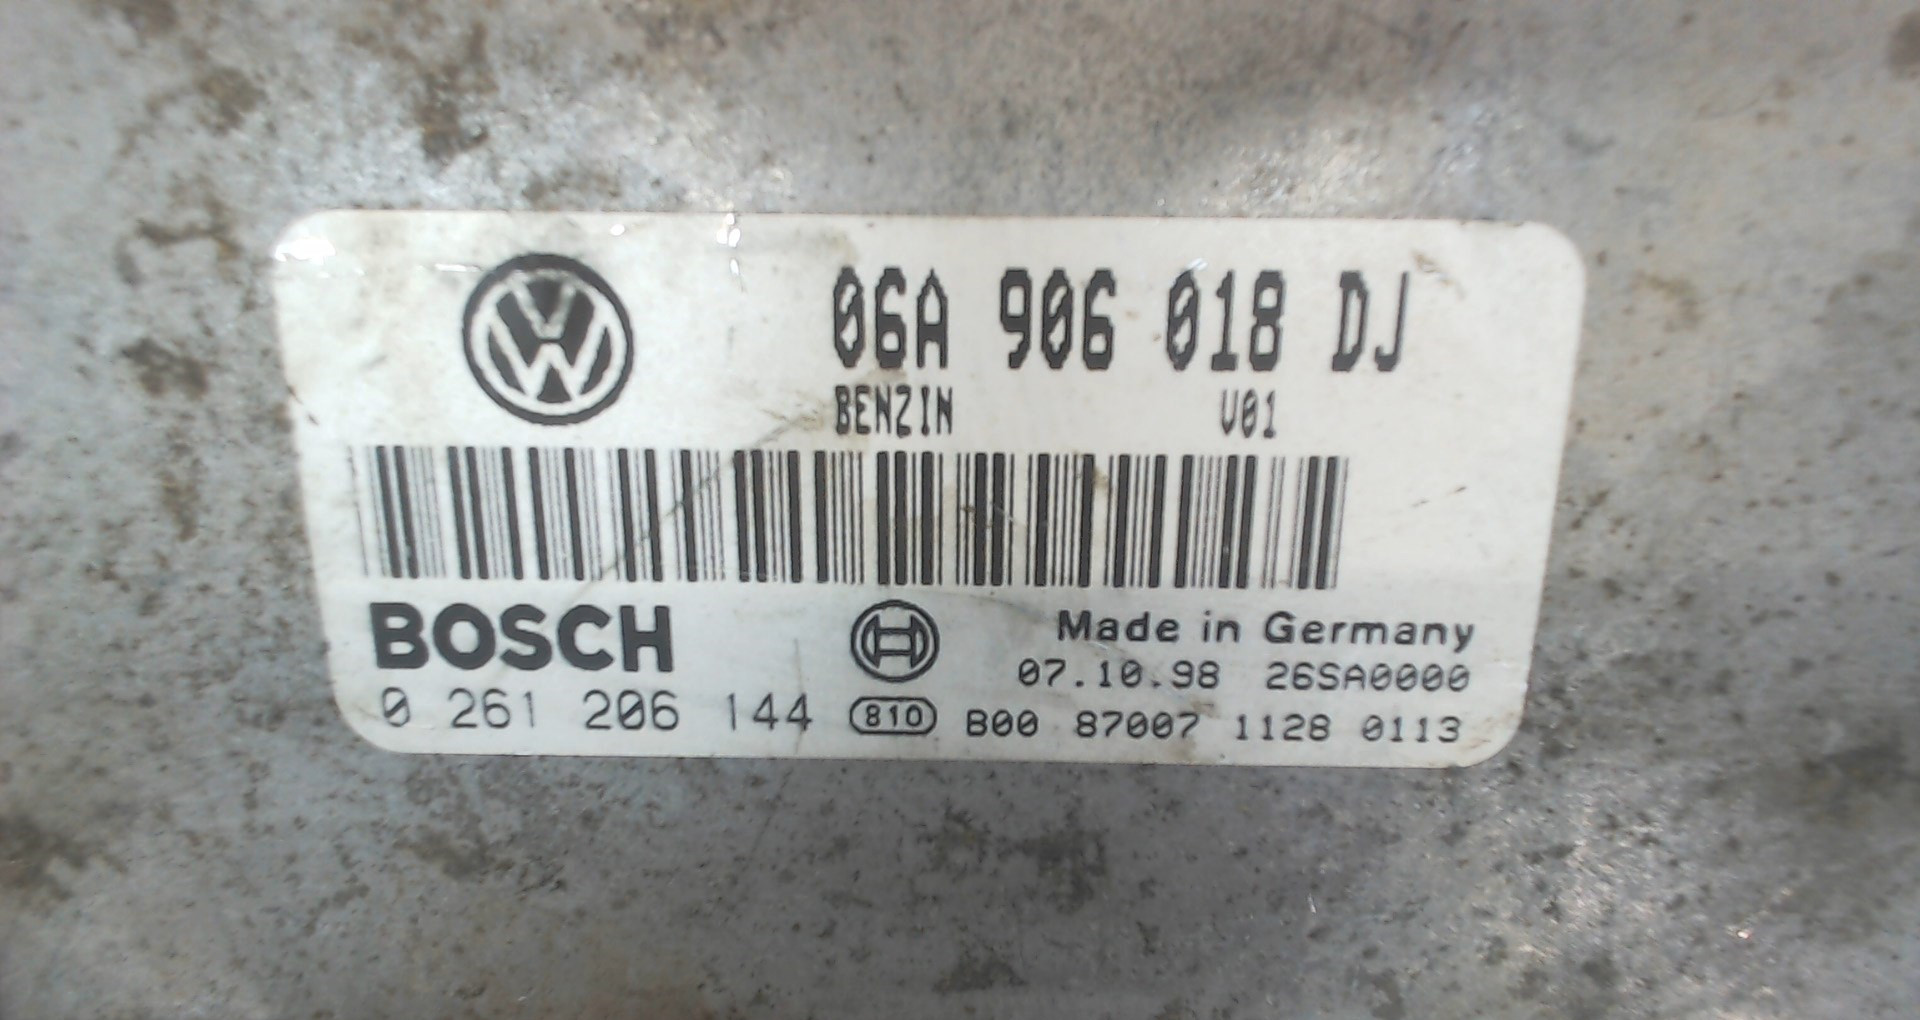 06A 906 018 DJ
BENZIN V01
BOSCH
Made in Germany
07.10.98 26SA0000
0 261 206 144 810 B00 87007 1128 0113